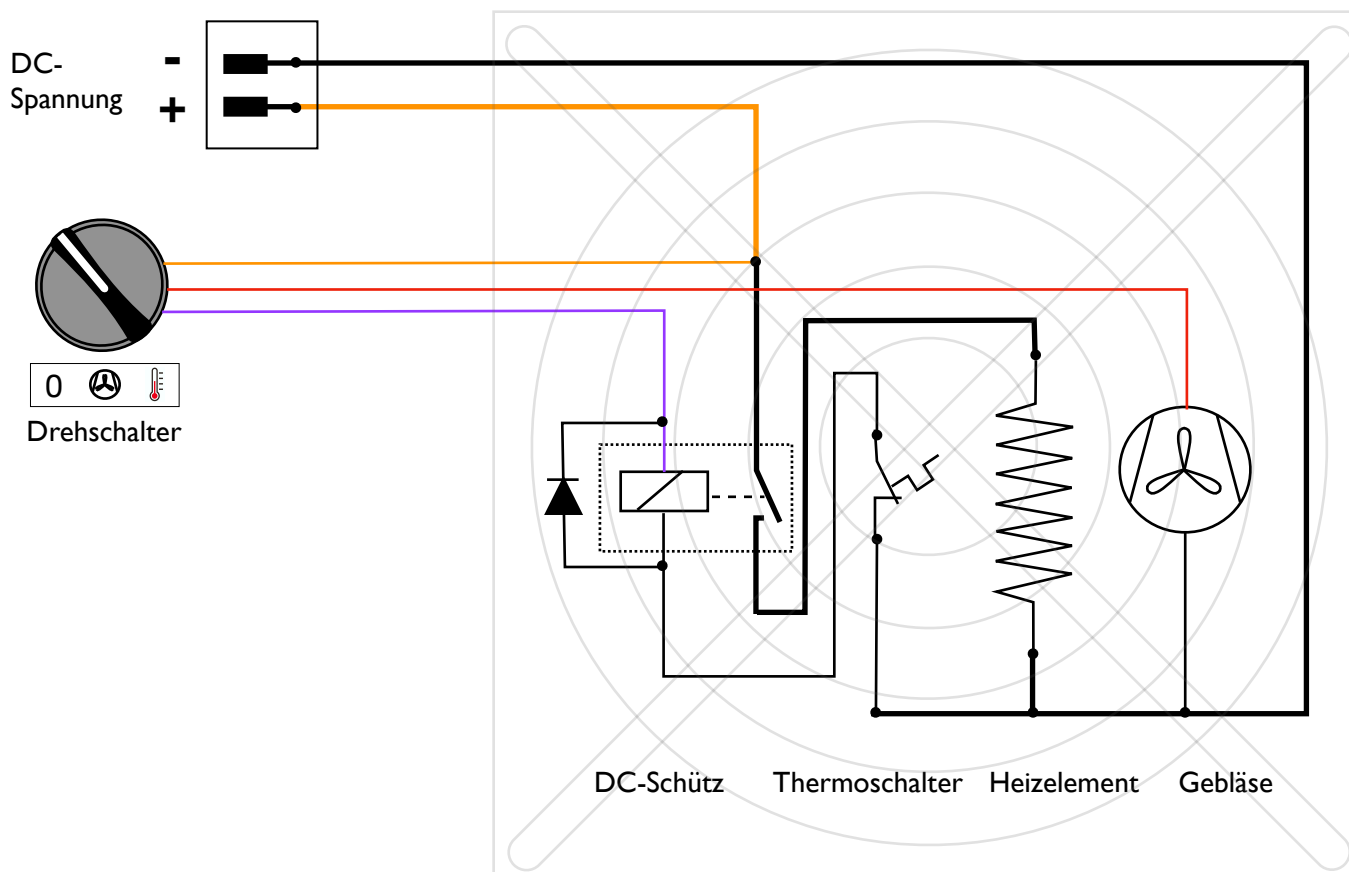 DC-
Spannung
-
+
0
Drehschalter
DC-Schütz Thermoschalter Heizelement Gebläse